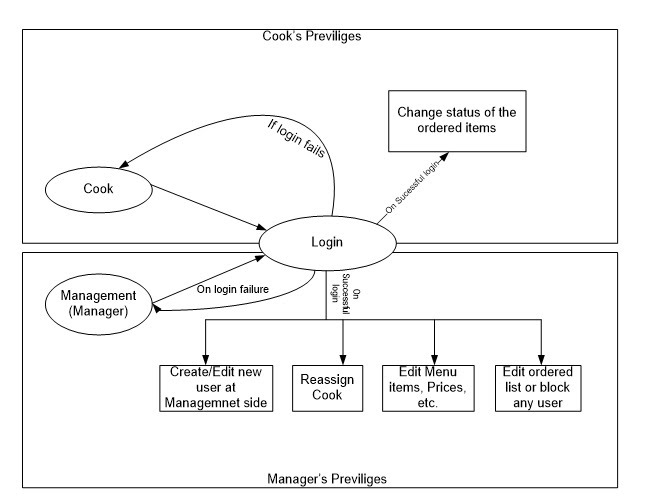 Cook's Previliges
Change status of the
ordered items
If login fails
Cook
On Sucessful login
Login
Management
(Manager)
On login failure
On
Successful
login
Create/Edit new
user at
Managemnet side
Reassign
Cook
Edit Menu
items, Prices,
etc.
Edit ordered
list or block
any user
Manager's Previliges